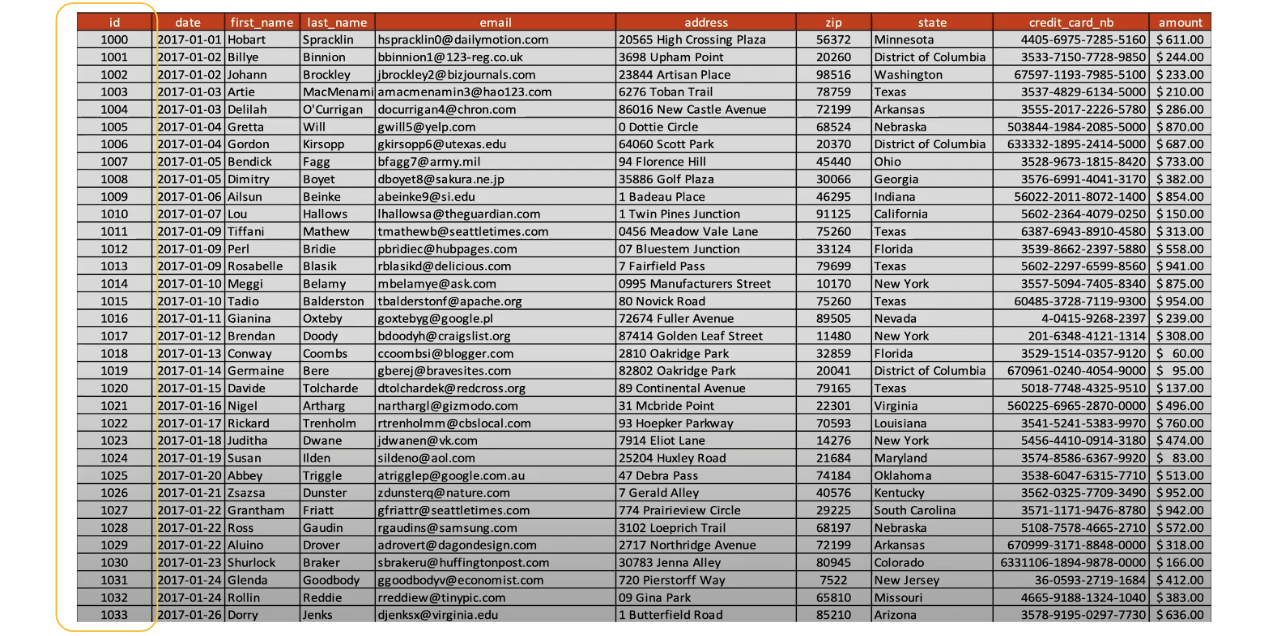 id date first_name last_name email address zip state credit_card_nb amount
1000 2017-01-01 Hobart Spracklin hspracklin0@dailymotion.com 20565 High Crossing Plaza 56372 Minnesota 4405-6975-7285-5160 $ 611.00
1001 2017-01-02 Billye Binnion bbinnion1@123-reg.co.uk 3698 Upham Point 20260 District of Columbia 3533-7150-7728-9850 $ 244.00
1002 2017-01-02 Johann Brockley jbrockley2@bizjournals.com 23844 Artisan Place 98516 Washington 67597-1193-7985-5100 $ 233.00
1003 2017-01-03 Artie MacMenami amacmenamin3@hao123.com 6276 Toban Trail 78759 Texas 3537-4829-6134-5000 $ 210.00
1004 2017-01-03 Delilah O'Currigan docurrigan4@chron.com 86016 New Castle Avenue 72199 Arkansas 3555-2017-2226-5780 $ 286.00
1005 2017-01-04 Gretta Will gwill5@yelp.com 0 Dottie Circle 68524 Nebraska 503844-1984-2085-5000 $ 870.00
1006 2017-01-04 Gordon Kirsopp gkirsopp6@utexas.edu 64060 Scott Park 20370 District of Columbia 633332-1895-2414-5000 $ 687.00
1007 2017-01-05 Bendick Fagg bfagg7@army.mil 94 Florence Hill 45440 Ohio 3528-9673-1815-8420 $ 733.00
1008 2017-01-05 Dimitry Boyet dboyet8@sakura.ne.jp 35886 Golf Plaza 30066 Georgia 3576-6991-4041-3170 $ 382.00
1009 2017-01-06 Ailsun Beinke abeinke9@si.edu 1 Badeau Place 46295 Indiana 56022-2011-8072-1400 $ 854.00
1010 2017-01-07 Lou Hallows lhallowsa@theguardian.com 1 Twin Pines Junction 91125 California 5602-2364-4079-0250 $ 150.00
1011 2017-01-09 Tiffani Mathew tmathewb@seattletimes.com 0456 Meadow Vale Lane 75260 Texas 6387-6943-8910-4580 $ 313.00
1012 2017-01-09 Perl Bridie pbridiec@hubpages.com 07 Bluestem Junction 33124 Florida 3539-8662-2397-5880 $ 558.00
1013 2017-01-09 Rosabelle Blasik rblasikd@delicious.com 7 Fairfield Pass 79699 Texas 5602-2297-6599-8560 $ 941.00
1014 2017-01-10 Meggi Belamy mbelamye@ask.com 0995 Manufacturers Street 10170 New York 3557-5094-7405-8340 $ 875.00
1015 2017-01-10 Tadio Balderston tbalderstonf@apache.org 80 Novick Road 75260 Texas 60485-3728-7119-9300 $ 954.00
1016 2017-01-11 Gianina Oxteby goxtebyg@google.pl 72674 Fuller Avenue 89505 Nevada 4-0415-9268-2397 $ 239.00
1017 2017-01-12 Brendan Doody bdoodyh@craigslist.org 87414 Golden Leaf Street 11480 New York 201-6348-4121-1314 $ 308.00
1018 2017-01-13 Conway Coombs ccoombsi@blogger.com 2810 Oakridge Park 32859 Florida 3529-1514-0357-9120 $ 60.00
1019 2017-01-14 Germaine Bere gberej@bravesites.com 82802 Oakridge Park 20041 District of Columbia 670961-0240-4054-9000 $ 95.00
1020 2017-01-15 Davide Tolcharde dtolchardek@redcross.org 89 Continental Avenue 79165 Texas 5018-7748-4325-9510 $ 137.00
1021 2017-01-16 Nigel Artharg narthargl@gizmodo.com 31 Mcbride Point 22301 Virginia 560225-6965-2870-0000 $ 496.00
1022 2017-01-17 Rickard Trenholm rtrenholmm@cbslocal.com 93 Hoepker Parkway 70593 Louisiana 3541-5241-5383-9970 $ 760.00
1023 2017-01-18 Juditha Dwane jdwanen@vk.com 7914 Eliot Lane 14276 New York 5456-4410-0914-3180 $ 474.00
1024 2017-01-19 Susan Ilden sildeno@aol.com 25204 Huxley Road 21684 Maryland 3574-8586-6367-9920 $ 83.00
1025 2017-01-20 Abbey Triggle atrigglep@google.com.au 47 Debra Pass 74184 Oklahoma 3538-6047-6315-7710 $ 513.00
1026 2017-01-21 Zsazsa Dunster zdunsterq@nature.com 7 Gerald Alley 40576 Kentucky 3562-0325-7709-3490 $ 952.00
1027 2017-01-22 Grantham Friatt gfriattr@seattletimes.com 774 Prairieview Circle 29225 South Carolina 3571-1171-9476-8780 $ 942.00
1028 2017-01-22 Ross Gaudin rgaudins@samsung.com 3102 Loeprich Trail 68197 Nebraska 5108-7578-4665-2710 $ 572.00
1029 2017-01-22 Aluino Drover adrovert@dagondesign.com 2717 Northridge Avenue 72199 Arkansas 670999-3171-8848-0000 $ 318.00
1030 2017-01-23 Shurlock Braker sbrakeru@huffingtonpost.com 30783 Jenna Alley 80945 Colorado 6331106-1894-9878-0000 $ 166.00
1031 2017-01-24 Glenda Goodbody ggoodbodyv@economist.com 720 Pierstorff Way 7522 New Jersey 36-0593-2719-1684 $ 412.00
1032 2017-01-24 Rollin Reddie rreddiew@tinypic.com 09 Gina Park 65810 Missouri 4665-9188-1324-1040 $ 383.00
1033 2017-01-26 Dorry Jenks djenksx@virginia.edu 1 Butterfield Road 85210 Arizona 3578-9195-0297-7730 $ 636.00